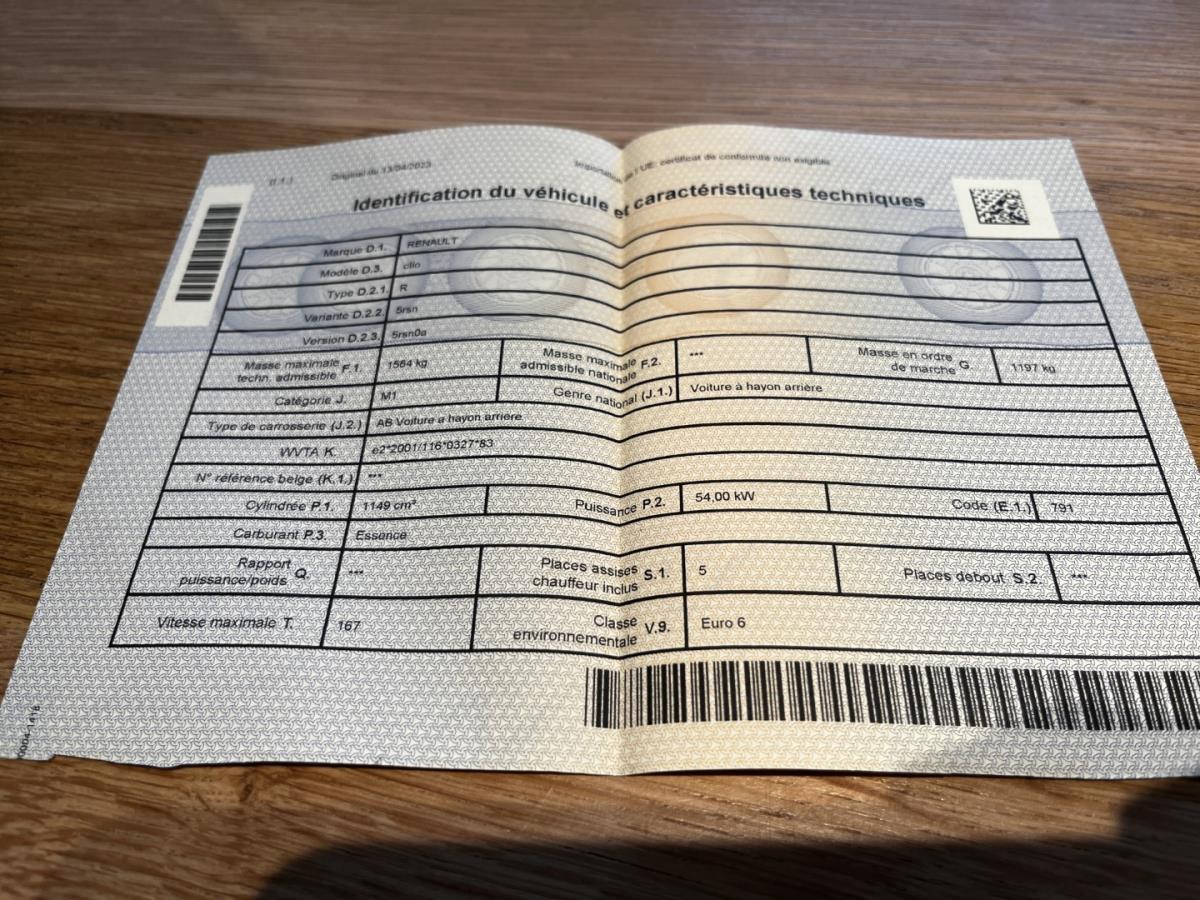 (I.1.) Original du 13/04/2023 Importation de l'UE: certificat de conformité non exigible
Identification du véhicule et caractéristiques techniques
Marque D.1. RENAULT
Modèle D.3. clio
Type D.2.1. R
Variante D.2.2. 5rsn
Version D.2.3. 5rsn0a
Masse maximale techn. admissible F.1. 1564 kg Masse maximale admissible nationale F.2. *** Masse en ordre de marche G. 1197 kg
Catégorie J. M1 Genre national (J.1.) Voiture à hayon arrière
Type de carrosserie (J.2.) AB Voiture à hayon arrière
WVTA K. e2*2001/116*0327*83
N° référence belge (K.1.) ***
Cylindrée P.1. 1149 cm³ Puissance P.2. 54,00 kW Code (E.1.) 791
Carburant P.3. Essence
Rapport puissance/poids Q. *** Places assises chauffeur inclus S.1. 5 Places debout S.2. ***
Vitesse maximale T. 167 Classe environnementale V.9. Euro 6